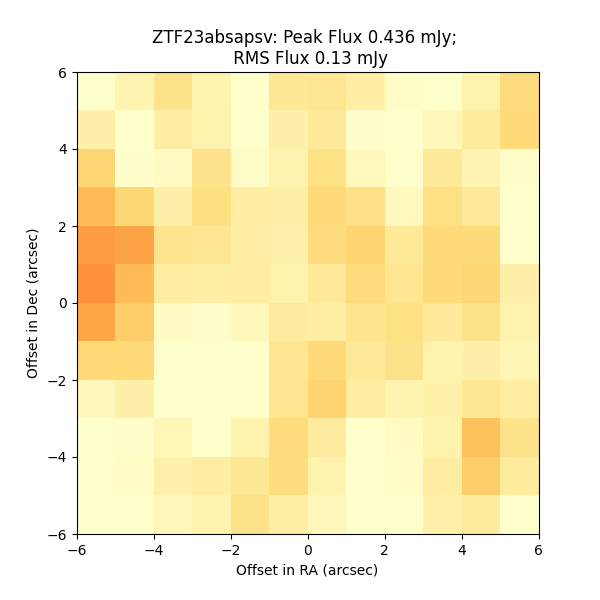 ZTF23absapsv: Peak Flux 0.436 mJy;
RMS Flux 0.13 mJy
6
4
2
0
−2
−4
−6
Offset in Dec (arcsec)
−6 −4 −2 0 2 4 6
Offset in RA (arcsec)